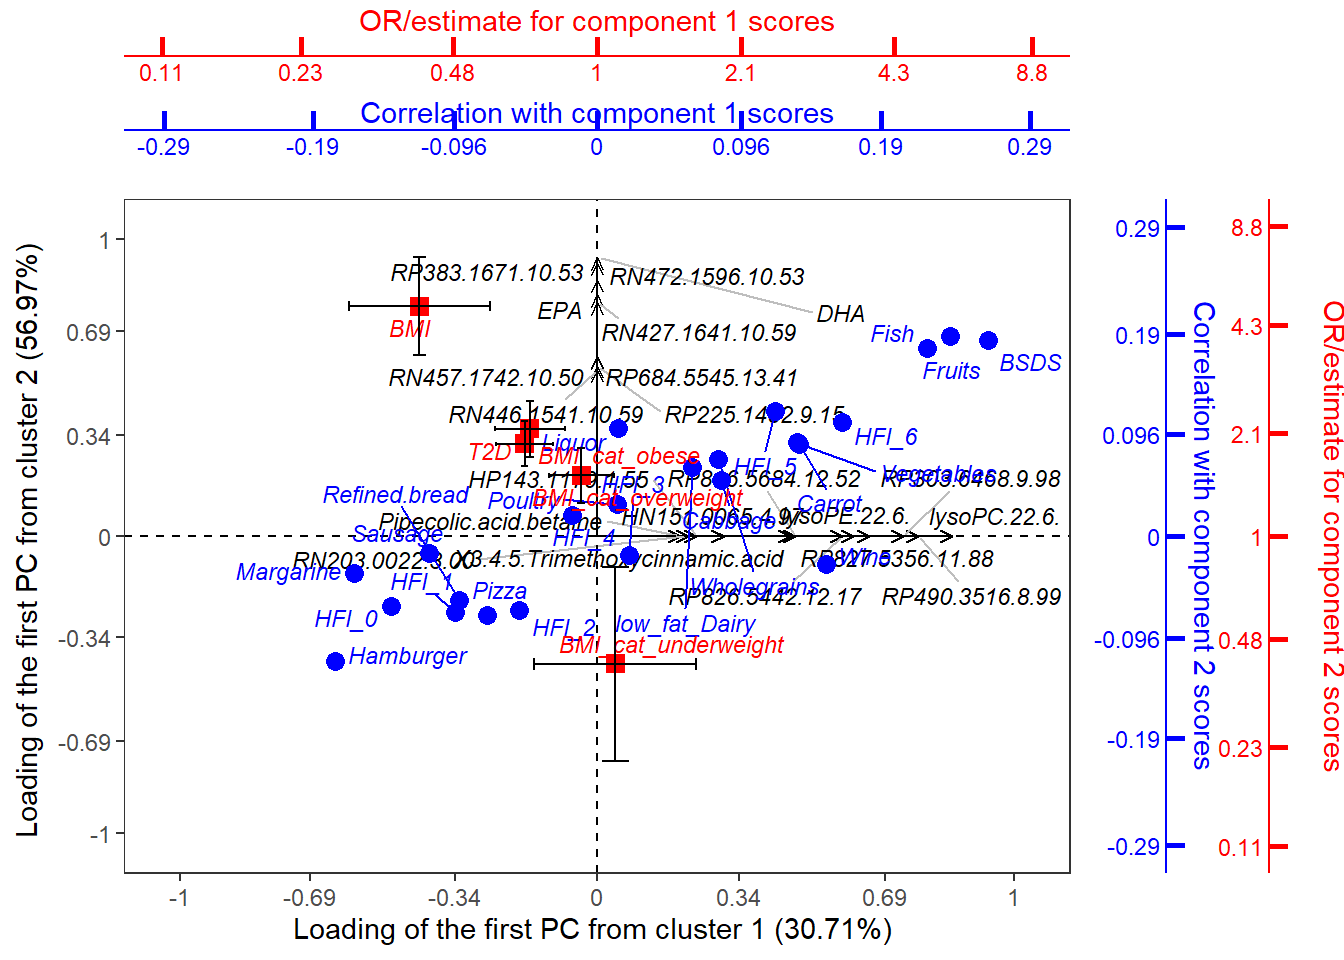 OR/estimate for component 1 scores
0.11 0.23 0.48 1 2.1 4.3 8.8
Correlation with component 1 scores
-0.29 -0.19 -0.096 0 0.096 0.19 0.29
Loading of the first PC from cluster 2 (56.97%)
1
0.69
0.34
0
-0.34
-0.69
-1
RP383.1671.10.53
RN472.1596.10.53
EPA
DHA
BMI
RN427.1641.10.59
Fish
Fruits
BSDS
RN457.1742.10.50
RP684.5545.13.41
RN446.1541.10.59
RP225.1492.9.15
Liquor
HFI_6
T2D
BMI_cat_obese
HFI_5
Vegetables
HFI_3
Refined.bread
Poultry
BMI_cat_overweight
Carrot
Pipecolic.acid.betaine
HN151.0065.4.97
Cabbage
lysoPE.22.6.
lysoPC.22.6.
Sausage
HFI_4
RN203.0022.3.00
X3.4.5.Trimethoxycinnamic.acid
RP827.5356.11.88
Wine
Margarine
HFI_1
Pizza
Wholegrains
RP826.5442.12.17
RP490.3516.8.99
HFI_0
HFI_2
low_fat_Dairy
BMI_cat_underweight
Hamburger
-1 -0.69 -0.34 0 0.34 0.69 1
Loading of the first PC from cluster 1 (30.71%)
0.29
0.19
0.096
0
-0.096
-0.19
-0.29
Correlation with component 2 scores
8.8
4.3
2.1
1
0.48
0.23
0.11
OR/estimate for component 2 scores